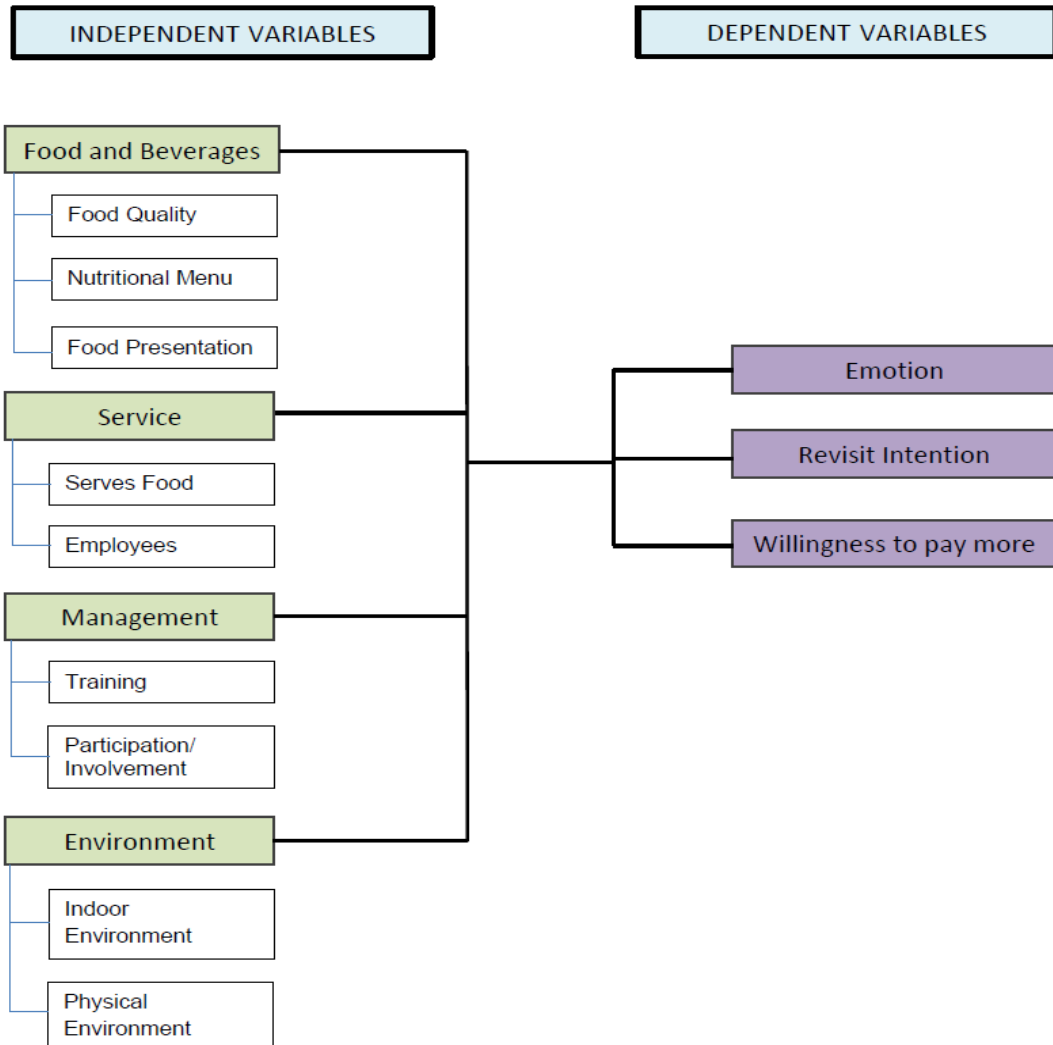 INDEPENDENT VARIABLES
DEPENDENT VARIABLES
Food and Beverages
Food Quality
Nutritional Menu
Food Presentation
Service
Serves Food
Employees
Management
Training
Participation/
Involvement
Environment
Indoor
Environment
Physical
Environment
Emotion
Revisit Intention
Willingness to pay more